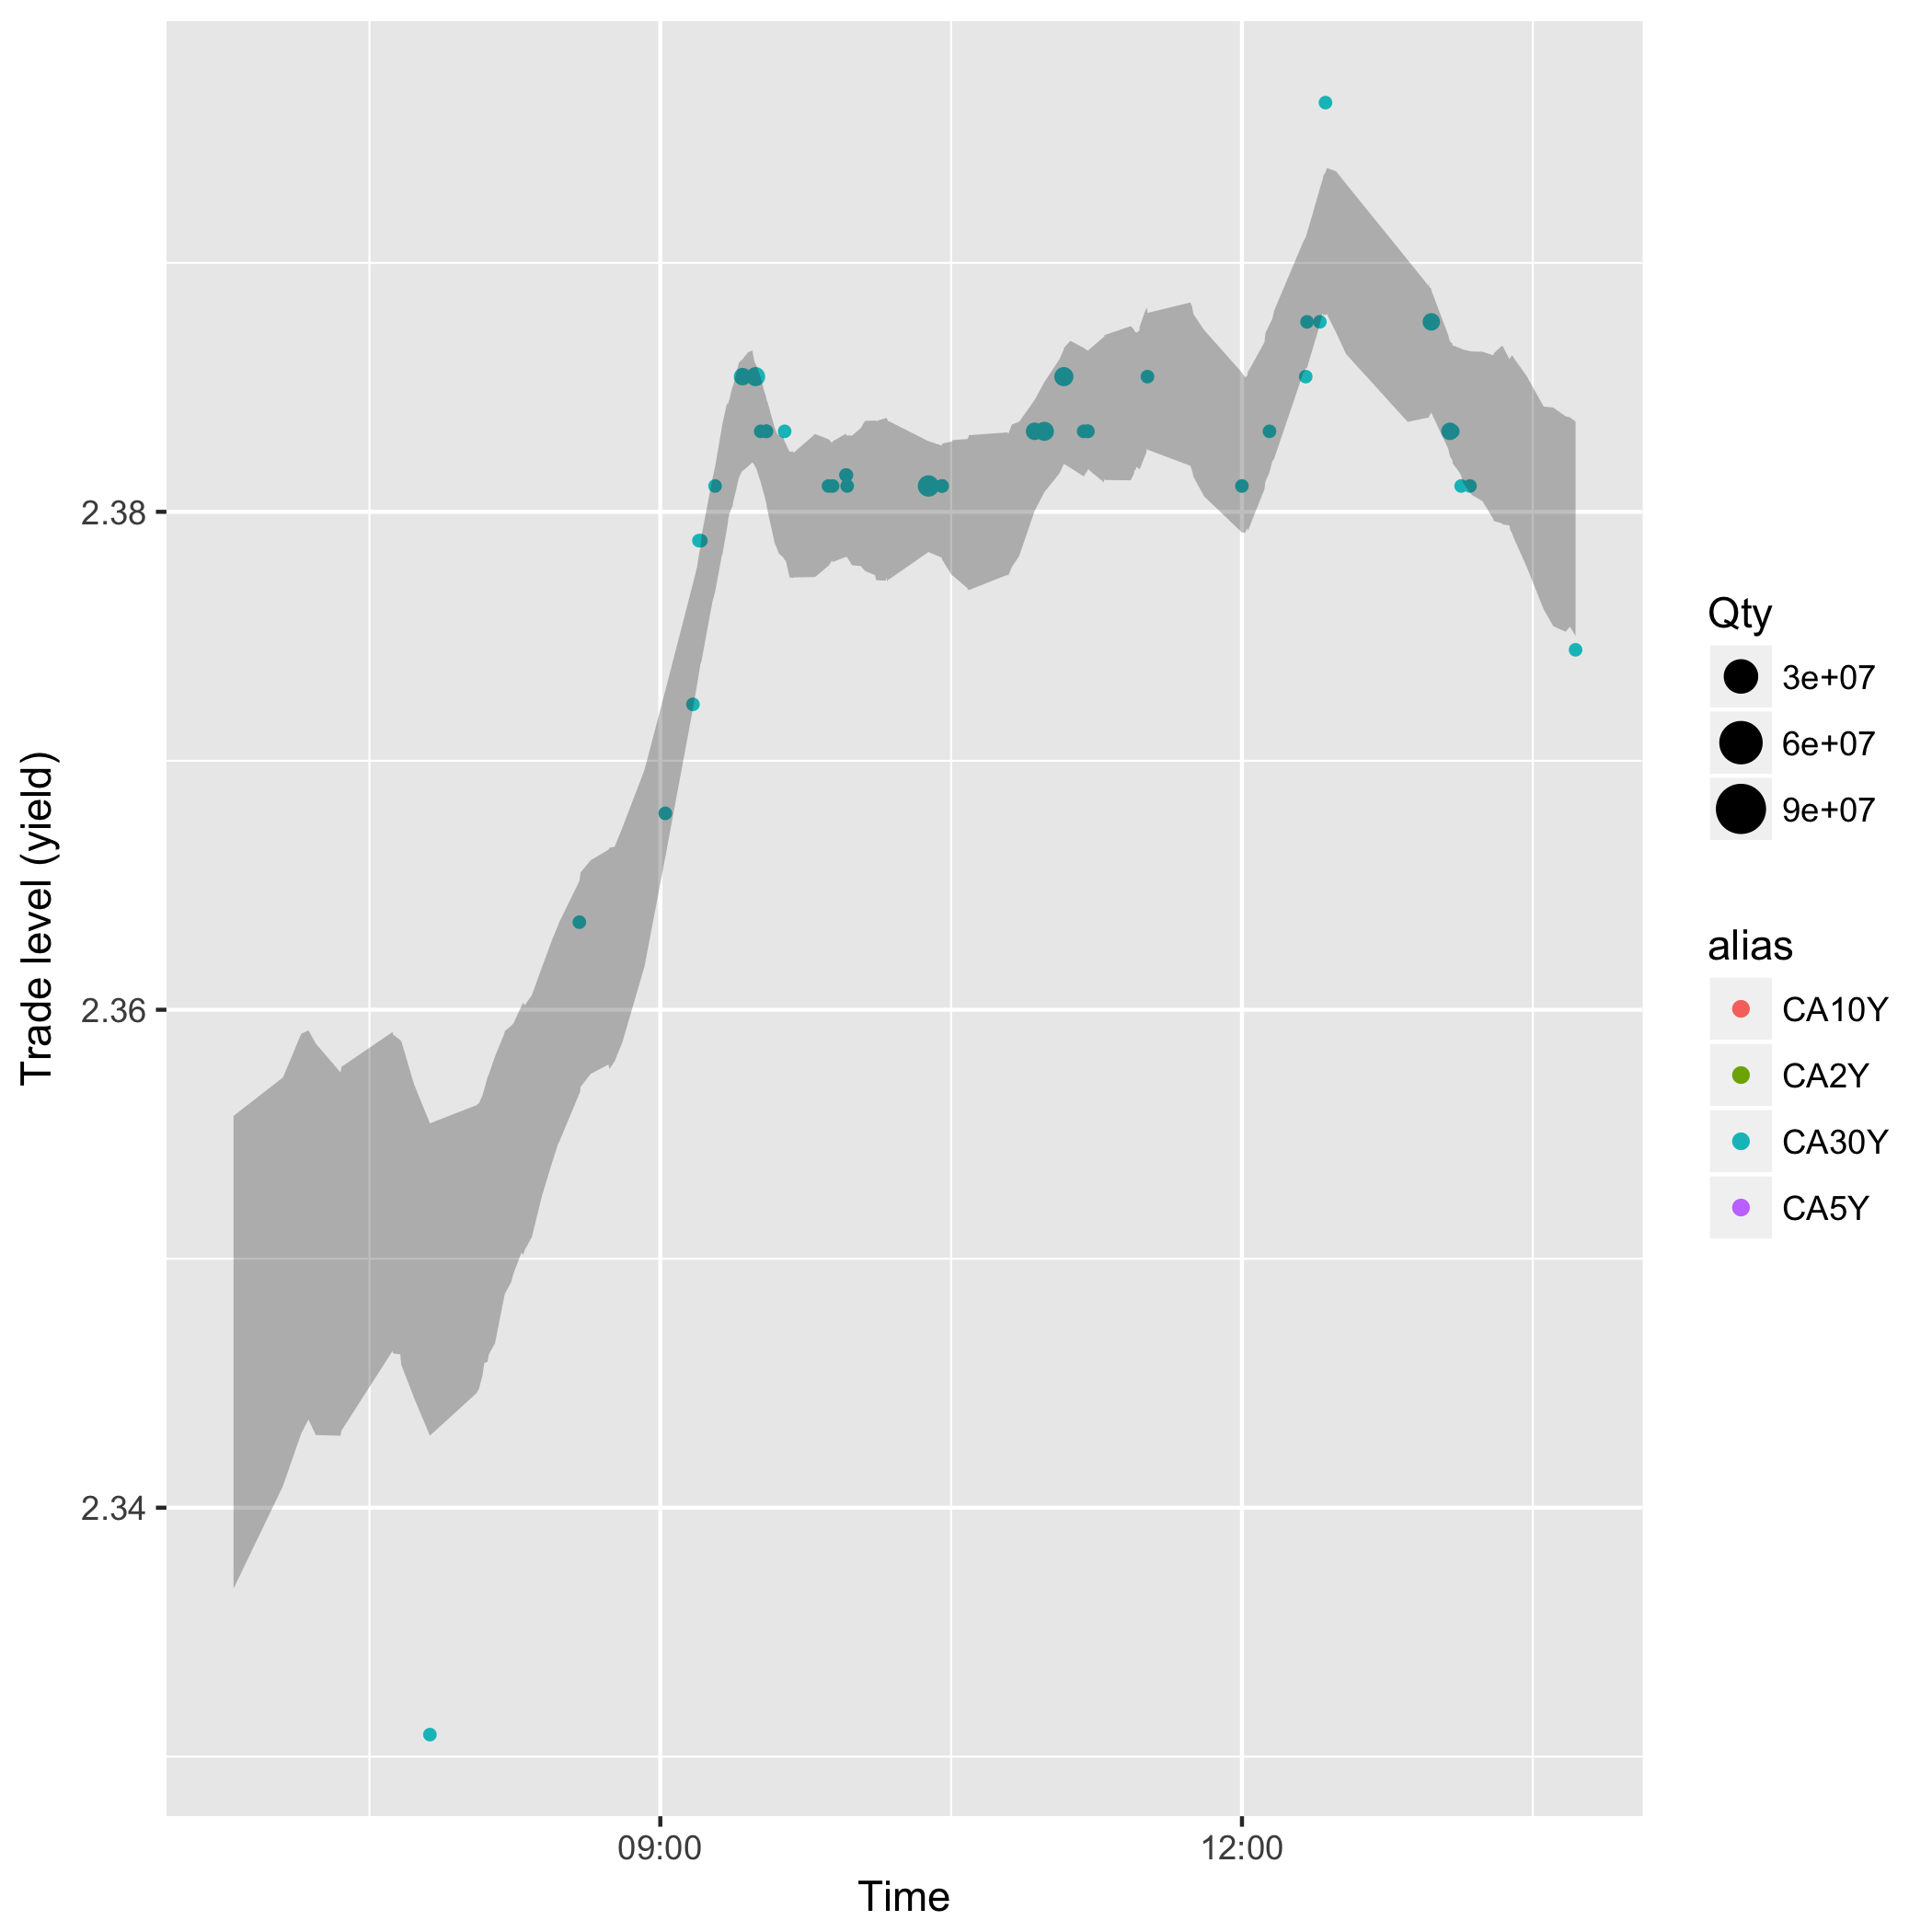 Trade level (yield)
2.38
2.36
2.34
09:00
12:00
Time
Qty
3e+07
6e+07
9e+07
alias
CA10Y
CA2Y
CA30Y
CA5Y